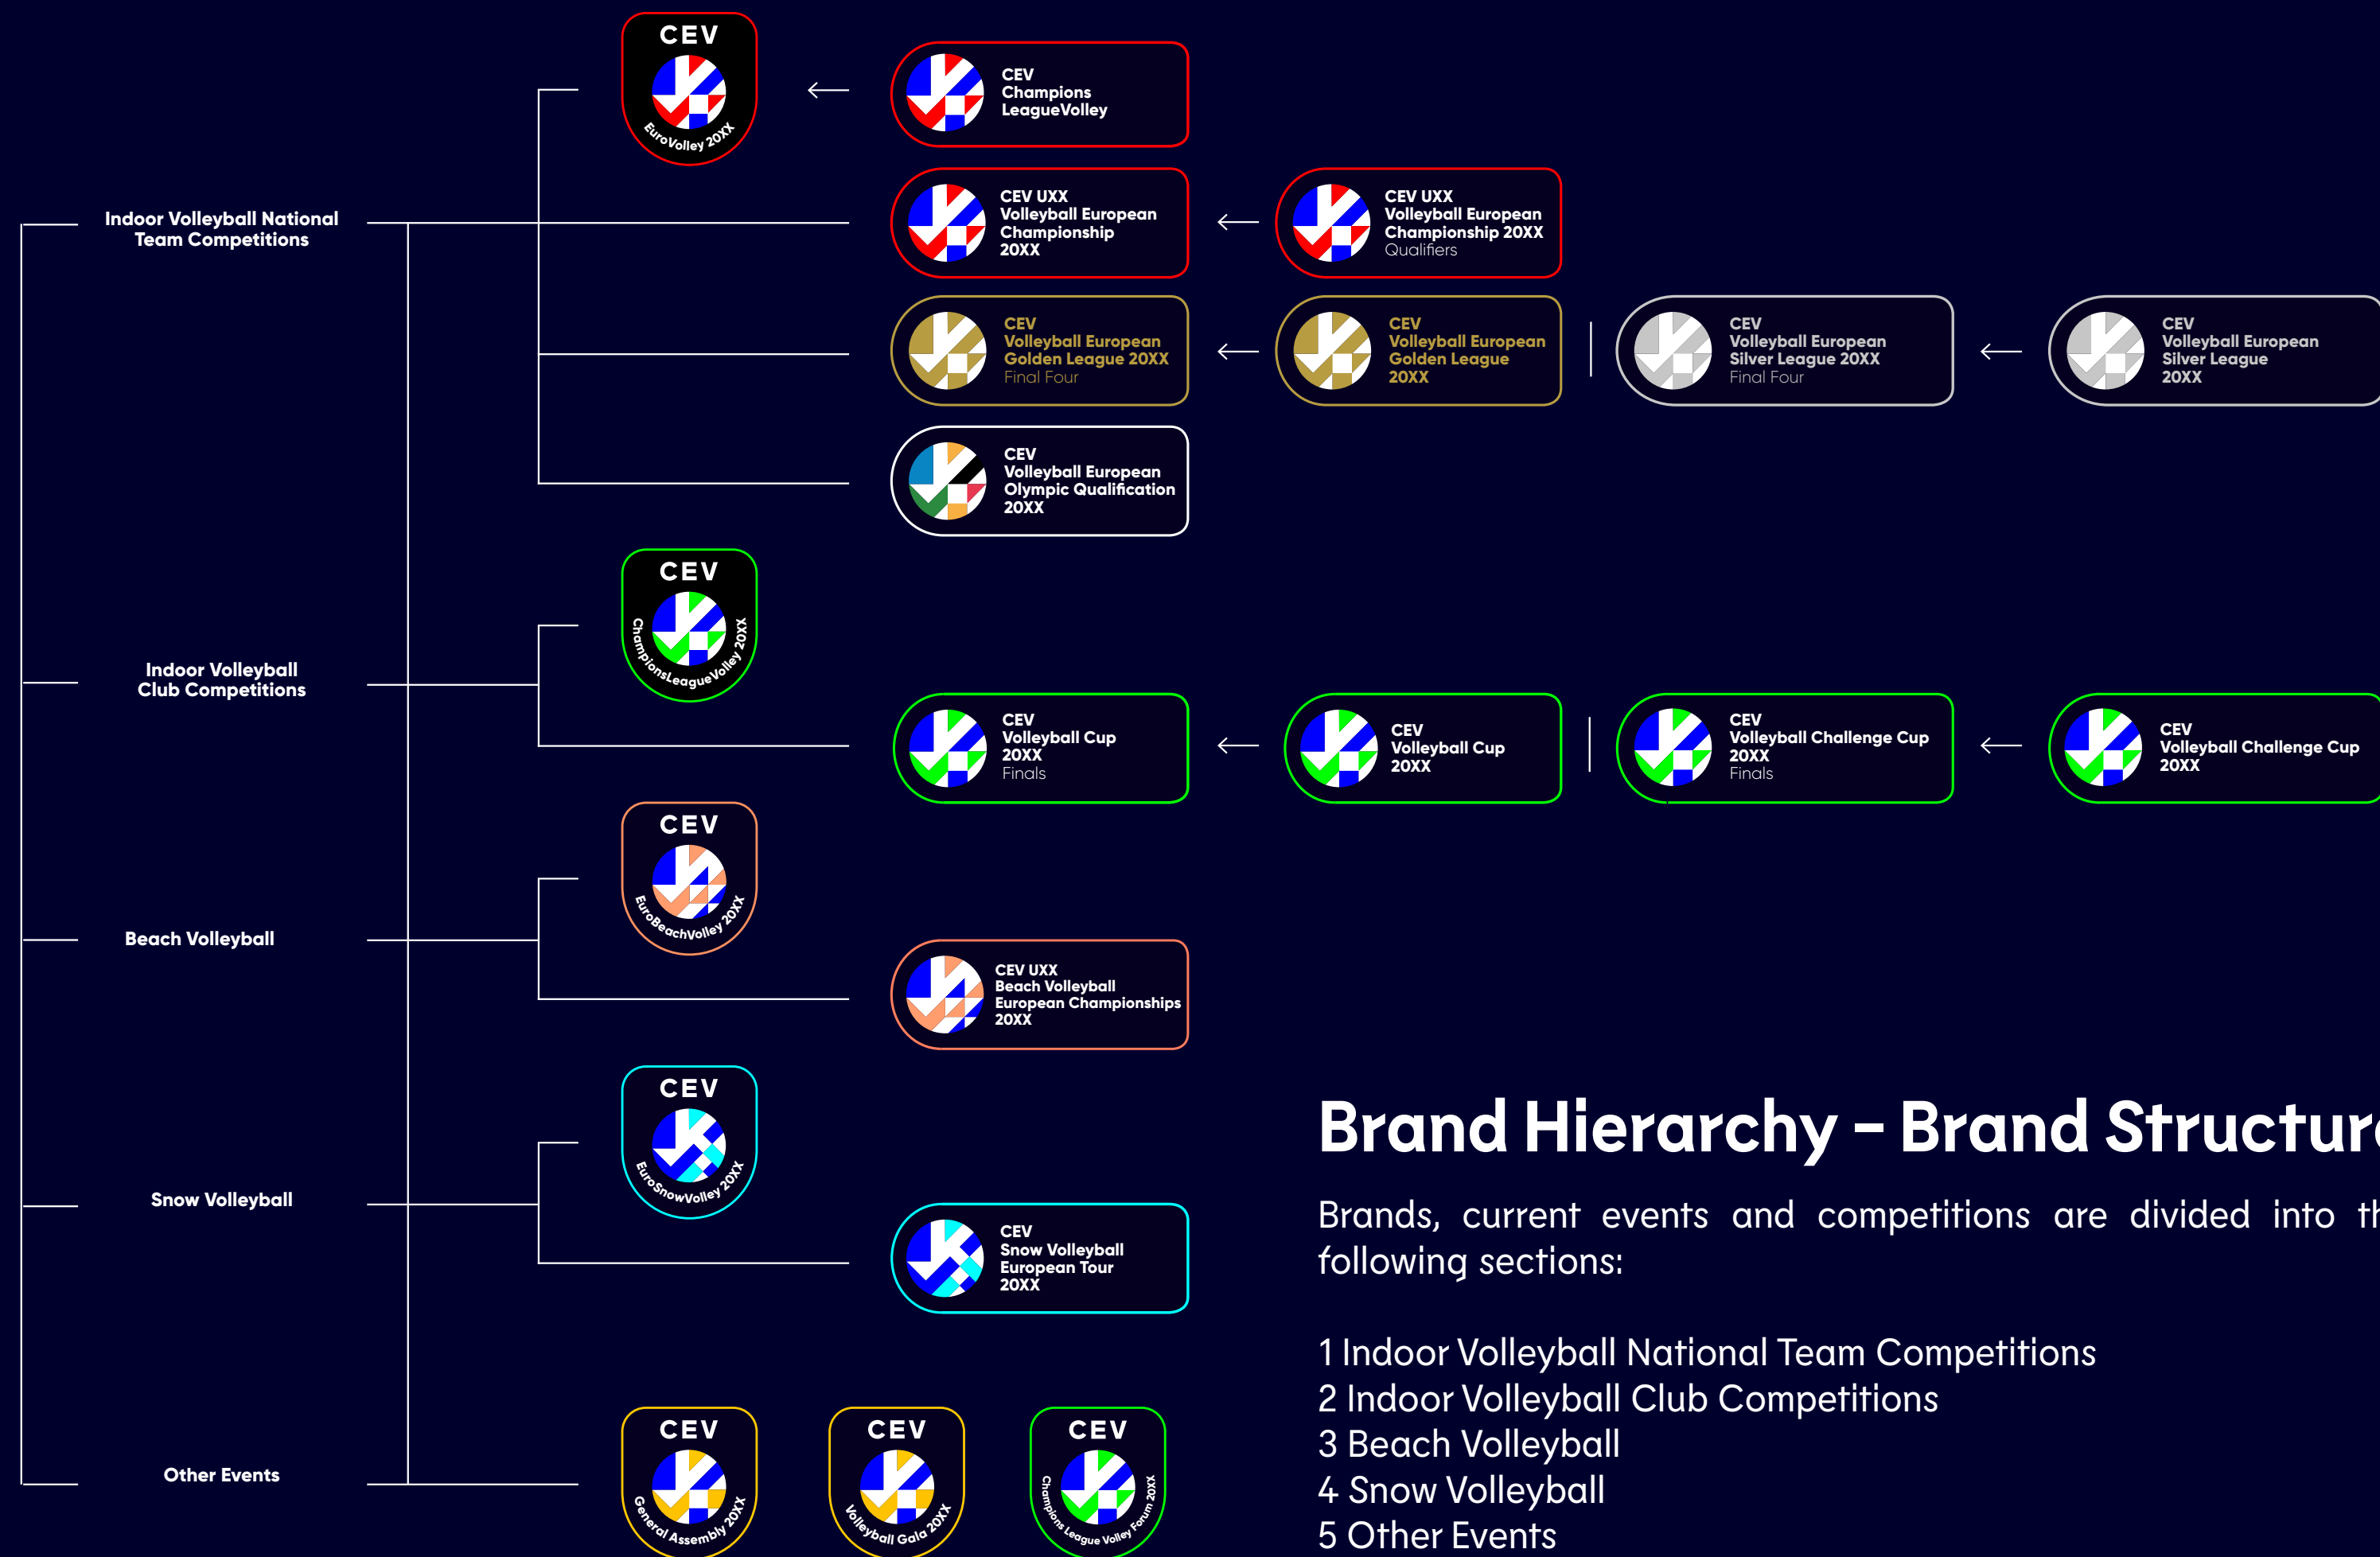 CEV
EuroVolley 20XX
CEV
Champions
LeagueVolley
Indoor Volleyball National
Team Competitions
CEV UXX
Volleyball European
Championship
20XX
CEV UXX
Volleyball European
Championship 20XX
Qualifiers
CEV
Volleyball European
Golden League 20XX
Final Four
CEV
Volleyball European
Golden League
20XX
CEV
Volleyball European
Silver League 20XX
Final Four
CEV
Volleyball European
Silver League
20XX
CEV
Volleyball European
Olympic Qualification
20XX
Indoor Volleyball
Club Competitions
CEV
ChampionsLeagueVolley 20XX
CEV
Volleyball Cup
20XX
Finals
CEV
Volleyball Cup
20XX
CEV
Volleyball Challenge Cup
20XX
Finals
CEV
Volleyball Challenge Cup
20XX
Beach Volleyball
CEV
EuroBeachVolley 20XX
CEV UXX
Beach Volleyball
European Championships
20XX
Snow Volleyball
CEV
EuroSnowVolley 20XX
CEV
Snow Volleyball
European Tour
20XX
Other Events
CEV
General Assembly 20XX
CEV
Volleyball Gala 20XX
CEV
Champions League Volley Forum 20XX
Brand Hierarchy - Brand Structure
Brands, current events and competitions are divided into th
following sections:
1 Indoor Volleyball National Team Competitions
2 Indoor Volleyball Club Competitions
3 Beach Volleyball
4 Snow Volleyball
5 Other Events